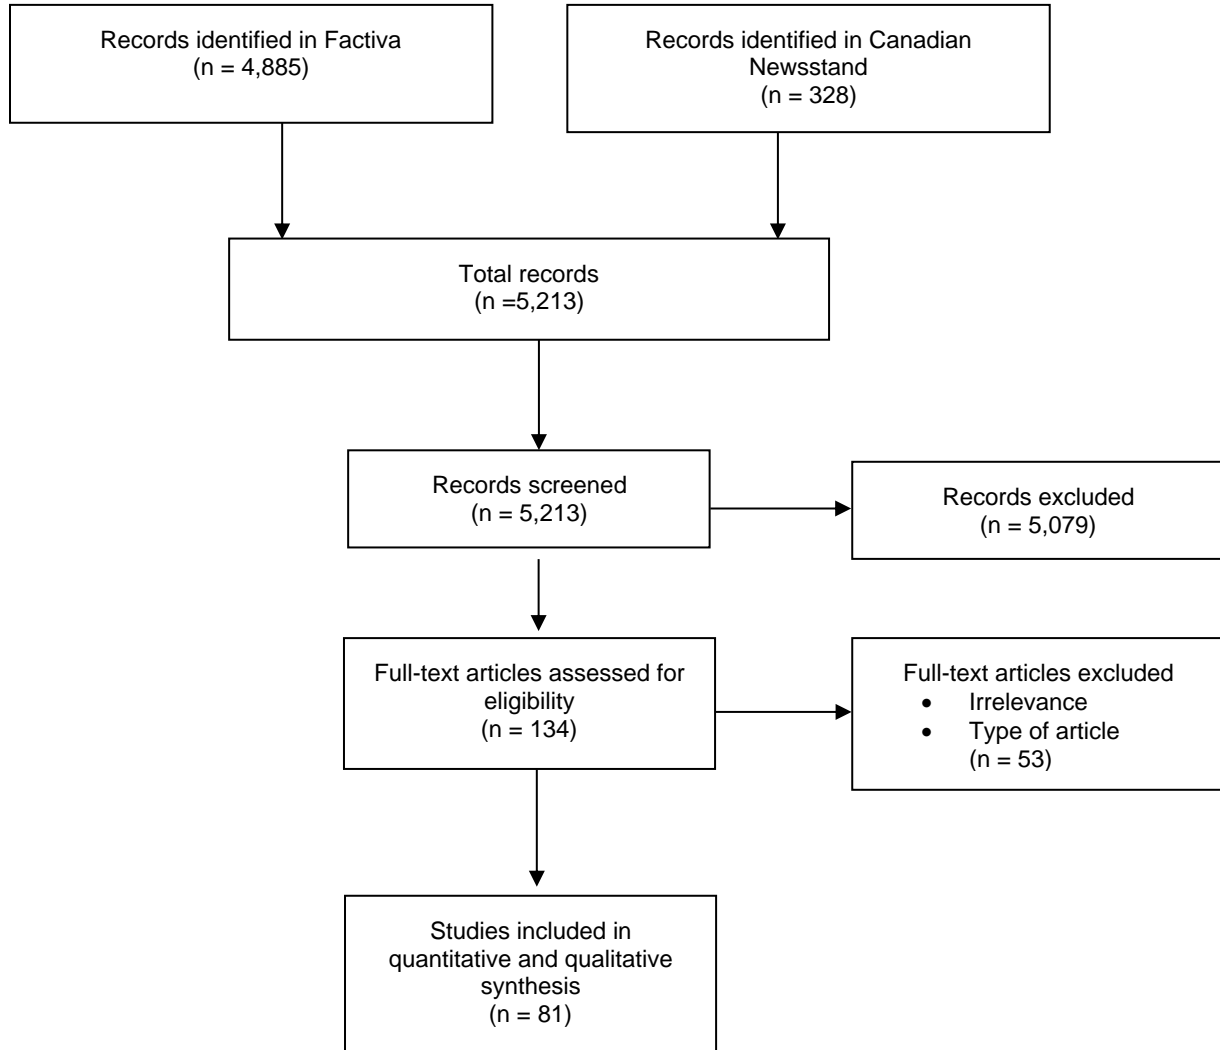 Records identified in Factiva
(n = 4,885)
Records identified in Canadian
Newsstand
(n = 328)
Total records
(n =5,213)
Records screened
(n = 5,213)
Records excluded
(n = 5,079)
Full-text articles assessed for
eligibility
(n = 134)
Full-text articles excluded
• Irrelevance
• Type of article
(n = 53)
Studies included in
quantitative and qualitative
synthesis
(n = 81)